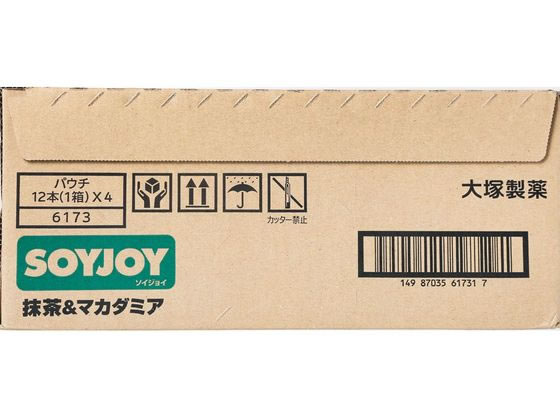 パウチ
12本(1箱)X4
6173
カッター禁止
大塚製薬
SOYJOY
ソイジョイ
抹茶&マカダミア
149 87035 61731 7